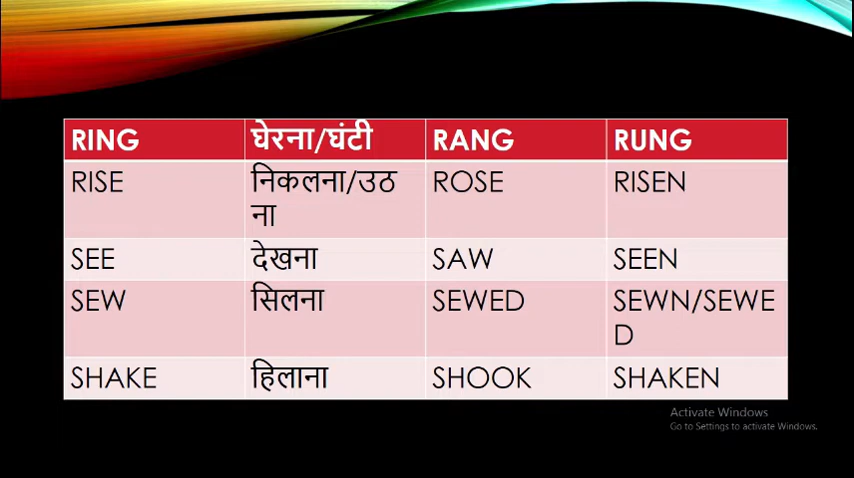 RING घेरना/घंटी RANG RUNG
RISE निकलना/उठ ROSE RISEN
ना
SEE देखना SAW SEEN
SEW सिलना SEWED SEWN/SEWE
D
SHAKE हिलाना SHOOK SHAKEN
Activate Windows
Go to Settings to activate Windows.